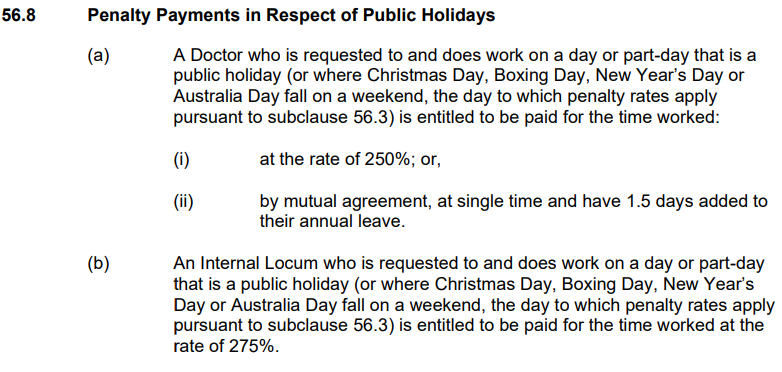 56.8 Penalty Payments in Respect of Public Holidays
(a) A Doctor who is requested to and does work on a day or part-day that is a
public holiday (or where Christmas Day, Boxing Day, New Year's Day or
Australia Day fall on a weekend, the day to which penalty rates apply
pursuant to subclause 56.3) is entitled to be paid for the time worked:
(i) at the rate of 250%; or,
(ii) by mutual agreement, at single time and have 1.5 days added to
their annual leave.
(b) An Internal Locum who is requested to and does work on a day or part-day
that is a public holiday (or where Christmas Day, Boxing Day, New Year's
Day or Australia Day fall on a weekend, the day to which penalty rates apply
pursuant to subclause 56.3) is entitled to be paid for the time worked at the
rate of 275%.